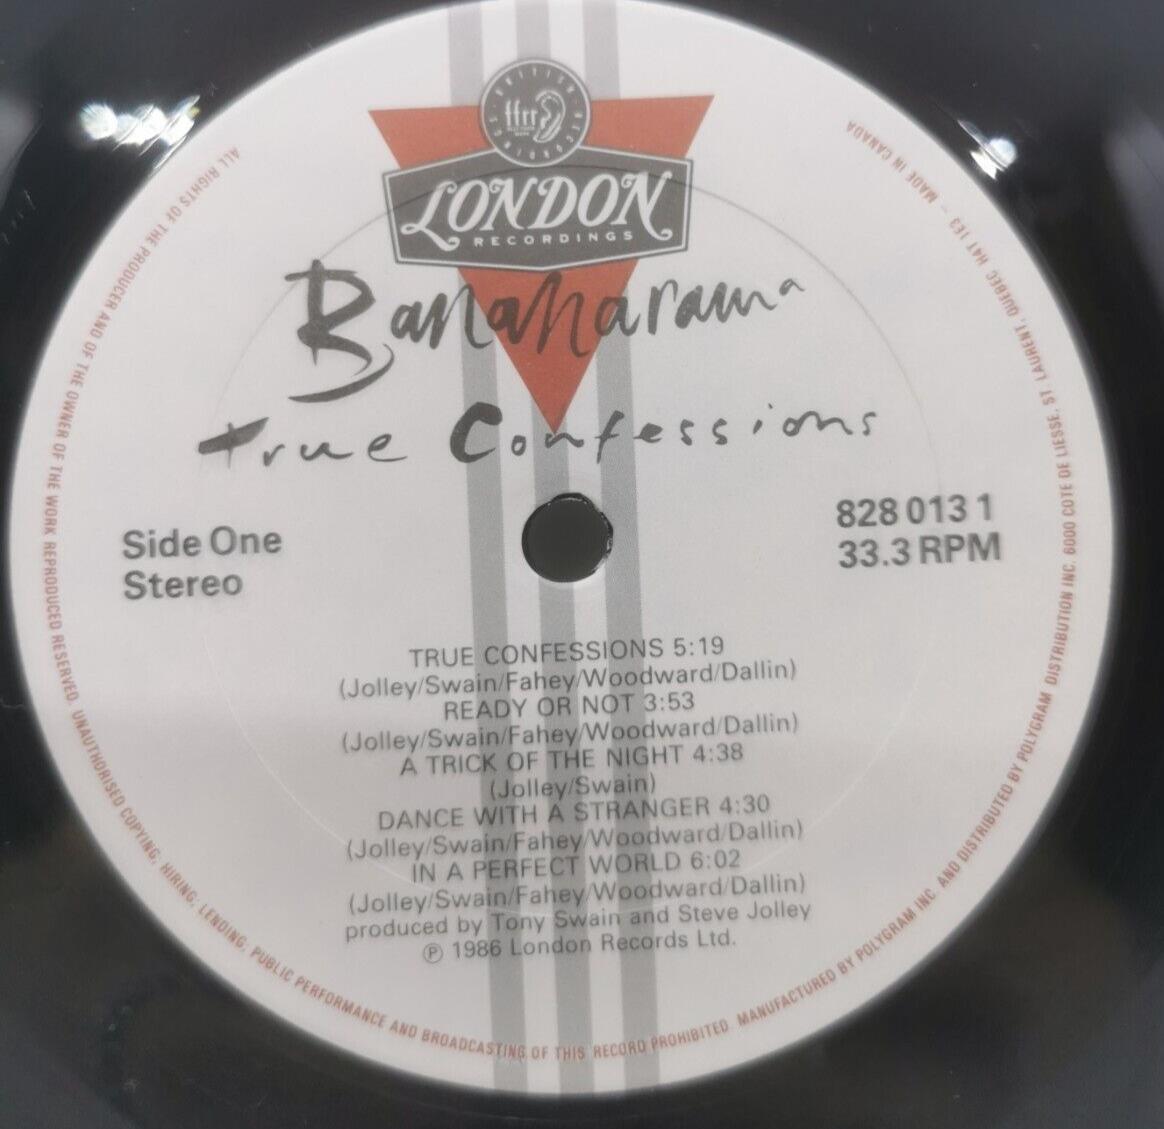 BRITISH
ffrr
RECORDINGS
LONDON
RECORDINGS
Bananarama
True Confessions
Side One
Stereo
828 013 1
33.3 RPM
TRUE CONFESSIONS 5:19
(Jolley/Swain/Fahey/Woodward/Dallin)
READY OR NOT 3:53
(Jolley/Swain/Fahey/Woodward/Dallin)
A TRICK OF THE NIGHT 4:38
(Jolley/Swain)
DANCE WITH A STRANGER 4:30
(Jolley/Swain/Fahey/Woodward/Dallin)
IN A PERFECT WORLD 6:02
(Jolley/Swain/Fahey/Woodward/Dallin)
produced by Tony Swain and Steve Jolley
℗ 1986 London Records Ltd.
ALL RIGHTS OF THE PRODUCER AND OF THE OWNER OF THE WORK REPRODUCED RESERVED. UNAUTHORISED COPYING, HIRING, LENDING, PUBLIC PERFORMANCE AND BROADCASTING OF THIS RECORD PROHIBITED. MANUFACTURED BY POLYGRAM INC. AND DISTRIBUTED BY POLYGRAM DISTRIBUTION INC. 6000 COTE DE LIESSE, ST. LAURENT, QUEBEC H4T 1E3 – MADE IN CANADA